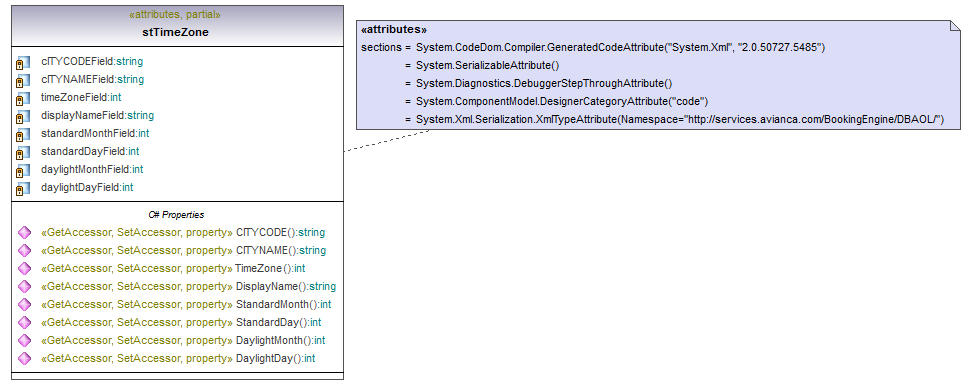 «attributes, partial»
stTimeZone
cITYCODEField:string
cITYNAMEField:string
timeZoneField:int
displayNameField:string
standardMonthField:int
standardDayField:int
daylightMonthField:int
daylightDayField:int
C# Properties
«GetAccessor, SetAccessor, property» CITYCODE():string
«GetAccessor, SetAccessor, property» CITYNAME():string
«GetAccessor, SetAccessor, property» TimeZone():int
«GetAccessor, SetAccessor, property» DisplayName():string
«GetAccessor, SetAccessor, property» StandardMonth():int
«GetAccessor, SetAccessor, property» StandardDay():int
«GetAccessor, SetAccessor, property» DaylightMonth():int
«GetAccessor, SetAccessor, property» DaylightDay():int
«attributes»
sections = System.CodeDom.Compiler.GeneratedCodeAttribute("System.Xml", "2.0.50727.5485")
= System.SerializableAttribute()
= System.Diagnostics.DebuggerStepThroughAttribute()
= System.ComponentModel.DesignerCategoryAttribute("code")
= System.Xml.Serialization.XmlTypeAttribute(Namespace="http://services.avianca.com/BookingEngine/DBAOL/")